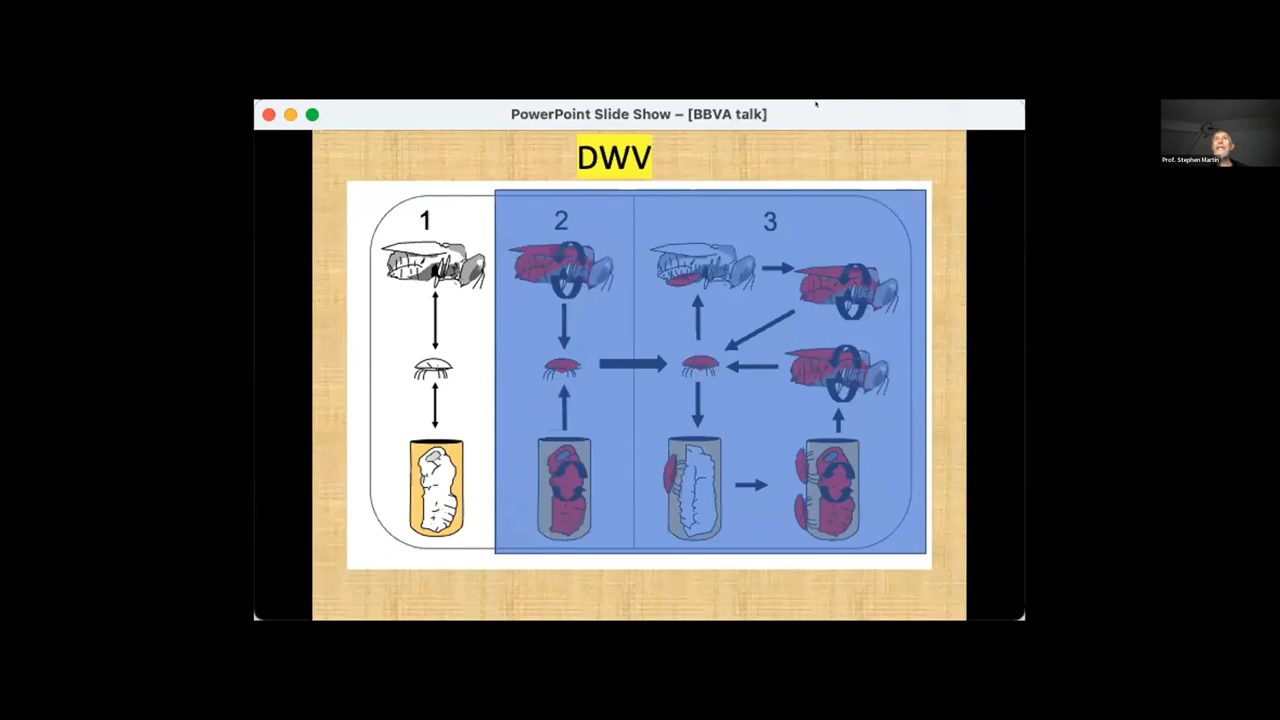 PowerPoint Slide Show – [BBVA talk]
DWV
1
2
3
Prof. Stephen Martin